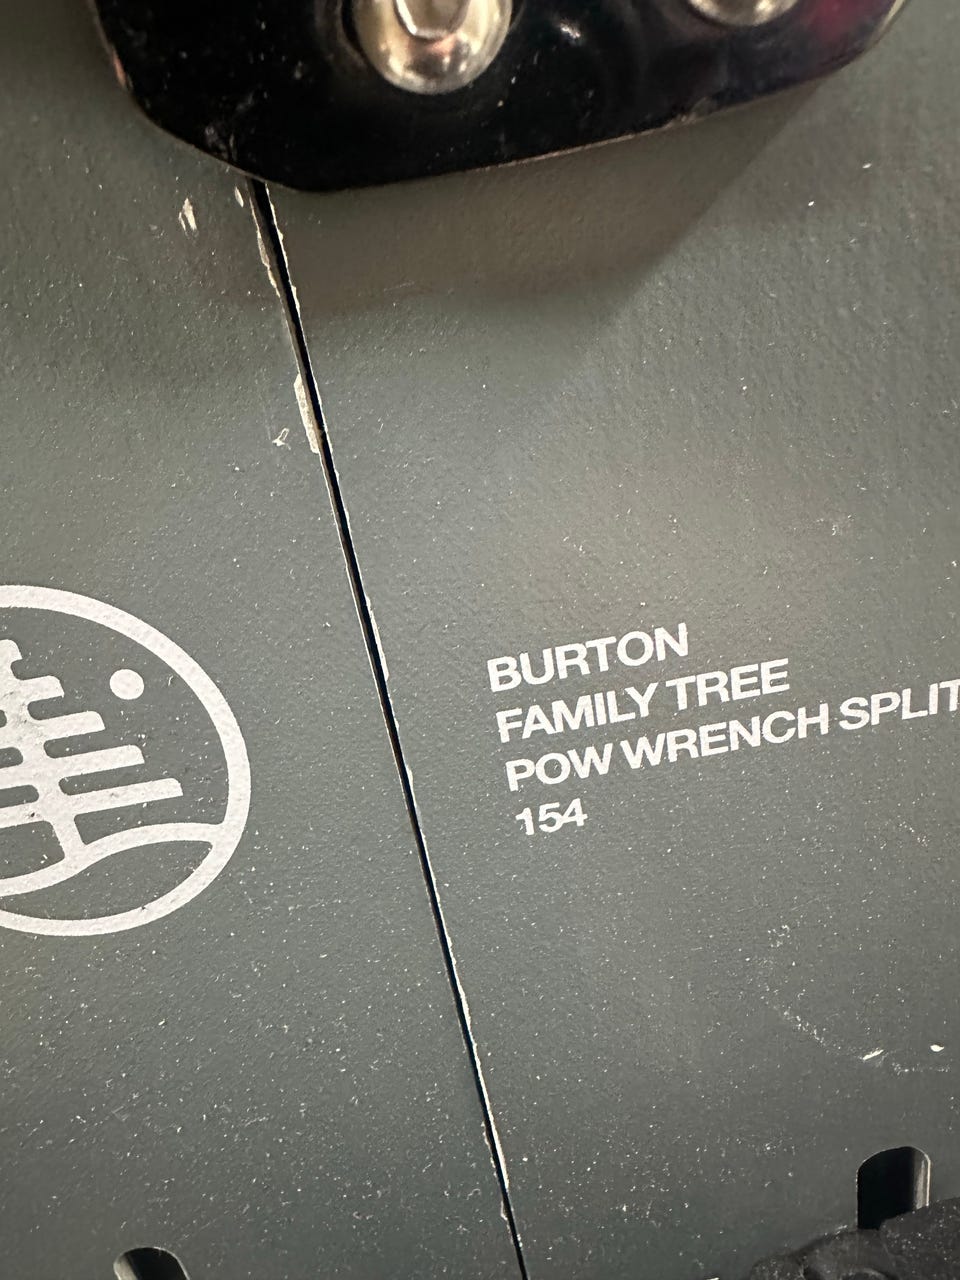 BURTON
FAMILY TREE
POW WRENCH SPLIT
154